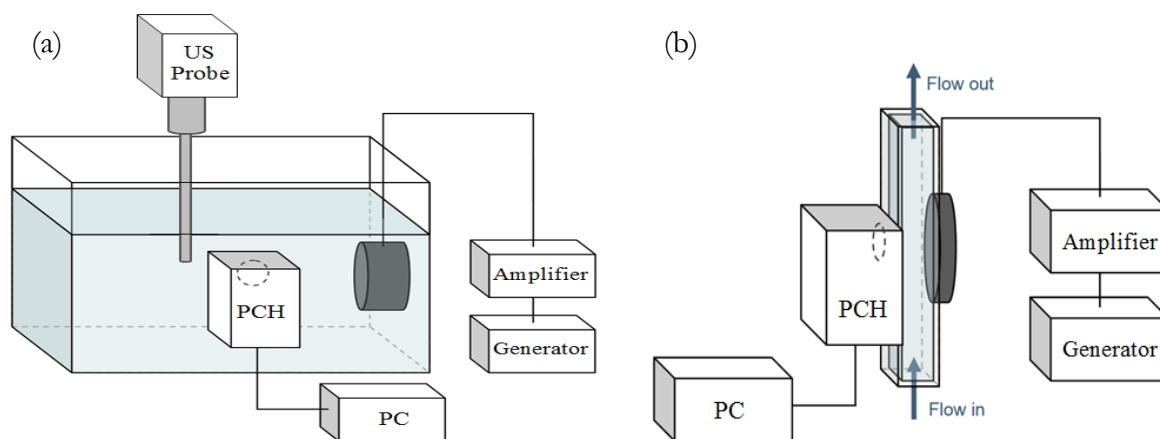 (a)
US
Probe
PCH
Amplifier
Generator
PC
(b)
Flow out
PCH
Amplifier
Generator
PC
Flow in